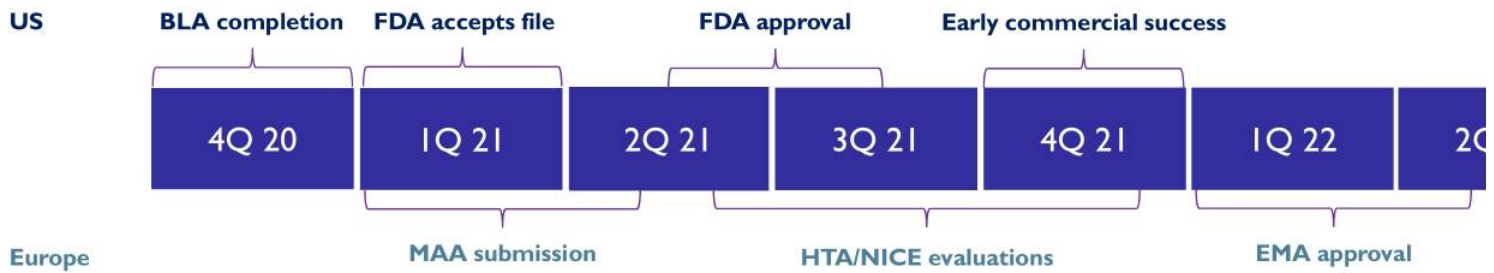 US BLA completion FDA accepts file FDA approval Early commercial success
4Q 20 1Q 21 2Q 21 3Q 21 4Q 21 1Q 22 2Q
Europe MAA submission HTA/NICE evaluations EMA approval